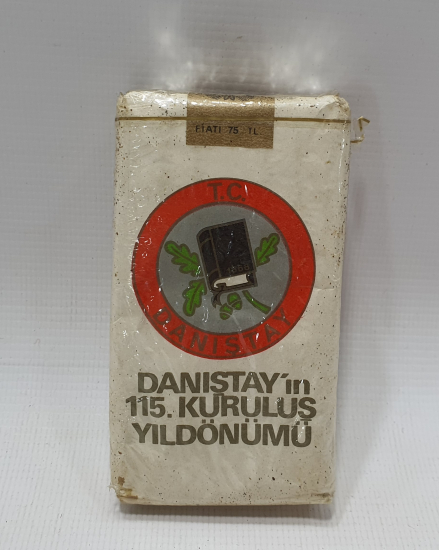 FİATI 75 TL
T.C.
DANIŞTAY
DANIŞTAY'ın
115. KURULUŞ
YILDÖNÜMÜ